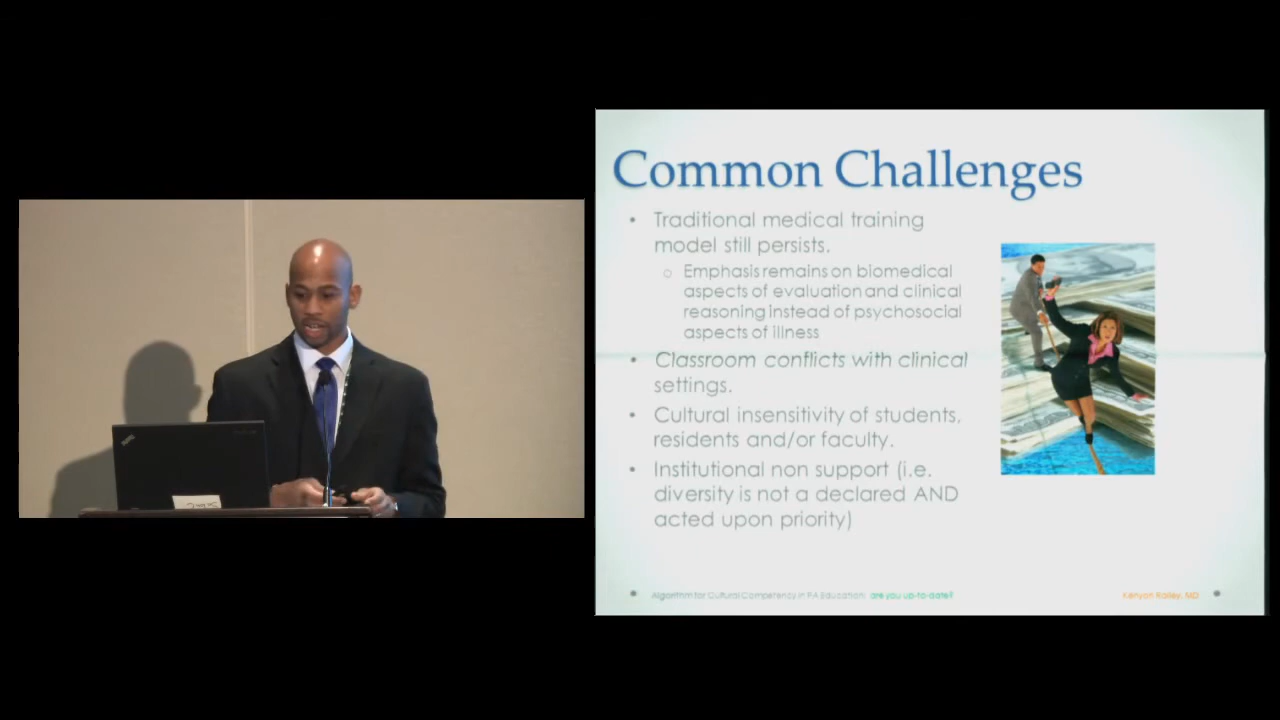 Common Challenges
• Traditional medical training
model still persists.
o Emphasis remains on biomedical
aspects of evaluation and clinical
reasoning instead of psychosocial
aspects of illness
• Classroom conflicts with clinical
settings.
• Cultural insensitivity of students,
residents and/or faculty.
• Institutional non support (i.e.
diversity is not a declared AND
acted upon priority)
Algorithm for Cultural Competency in PA Education: are you up-to-date?
Kenyon Railey, MD